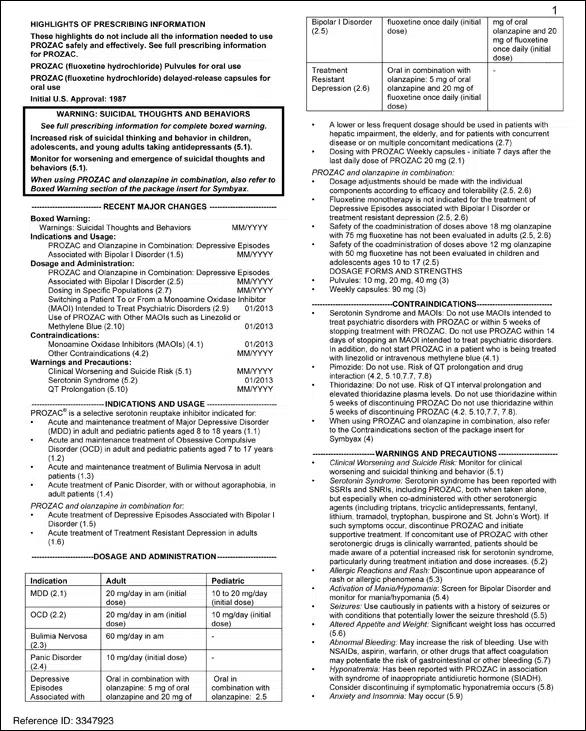 1
HIGHLIGHTS OF PRESCRIBING INFORMATION
These highlights do not include all the information needed to use
PROZAC safely and effectively. See full prescribing information
for PROZAC.
PROZAC (fluoxetine hydrochloride) Pulvules for oral use
PROZAC (fluoxetine hydrochloride) delayed-release capsules for
oral use
Initial U.S. Approval: 1987
WARNING: SUICIDAL THOUGHTS AND BEHAVIORS
See full prescribing information for complete boxed warning.
Increased risk of suicidal thinking and behavior in children,
adolescents, and young adults taking antidepressants (5.1).
Monitor for worsening and emergence of suicidal thoughts and
behaviors (5.1).
When using PROZAC and olanzapine in combination, also refer to
Boxed Warning section of the package insert for Symbyax.
--------------------------- RECENT MAJOR CHANGES --------------------------
Boxed Warning:
Warnings: Suicidal Thoughts and Behaviors MM/YYYY
Indications and Usage:
PROZAC and Olanzapine in Combination: Depressive Episodes
Associated with Bipolar I Disorder (1.5) MM/YYYY
Dosage and Administration:
PROZAC and Olanzapine in Combination: Depressive Episodes
Associated with Bipolar I Disorder (2.5) MM/YYYY
Dosing in Specific Populations (2.7) MM/YYYY
Switching a Patient To or From a Monoamine Oxidase Inhibitor
(MAOI) Intended to Treat Psychiatric Disorders (2.9) 01/2013
Use of PROZAC with Other MAOIs such as Linezolid or
Methylene Blue (2.10) 01/2013
Contraindications:
Monoamine Oxidase Inhibitors (MAOIs) (4.1) 01/2013
Other Contraindications (4.2) MM/YYYY
Warnings and Precautions:
Clinical Worsening and Suicide Risk (5.1) MM/YYYY
Serotonin Syndrome (5.2) 01/2013
QT Prolongation (5.10) MM/YYYY
---------------------------- INDICATIONS AND USAGE ---------------------------
PROZAC® is a selective serotonin reuptake inhibitor indicated for:
• Acute and maintenance treatment of Major Depressive Disorder
(MDD) in adult and pediatric patients aged 8 to 18 years (1.1)
• Acute and maintenance treatment of Obsessive Compulsive
Disorder (OCD) in adult and pediatric patients aged 7 to 17 years
(1.2)
• Acute and maintenance treatment of Bulimia Nervosa in adult
patients (1.3)
• Acute treatment of Panic Disorder, with or without agoraphobia, in
adult patients (1.4)
PROZAC and olanzapine in combination for:
• Acute treatment of Depressive Episodes Associated with Bipolar I
Disorder (1.5)
• Acute treatment of Treatment Resistant Depression in adults
(1.6)
------------------------DOSAGE AND ADMINISTRATION-----------------------
Indication Adult Pediatric
MDD (2.1) 20 mg/day in am (initial 10 to 20 mg/day
dose) (initial dose)
OCD (2.2) 20 mg/day in am (initial 10 mg/day (initial
dose) dose)
Bulimia Nervosa 60 mg/day in am -
(2.3)
Panic Disorder 10 mg/day (initial dose) -
(2.4)
Depressive Oral in combination with Oral in
Episodes olanzapine: 5 mg of oral combination with
Associated with olanzapine and 20 mg of olanzapine: 2.5
Bipolar I Disorder fluoxetine once daily (initial mg of oral
(2.5) dose) olanzapine and 20
mg of fluoxetine
once daily (initial
dose)
Treatment Oral in combination with -
Resistant olanzapine: 5 mg of oral
Depression (2.6) olanzapine and 20 mg of
fluoxetine once daily (initial
dose)
• A lower or less frequent dosage should be used in patients with
hepatic impairment, the elderly, and for patients with concurrent
disease or on multiple concomitant medications (2.7)
• Dosing with PROZAC Weekly capsules - initiate 7 days after the
last daily dose of PROZAC 20 mg (2.1)
PROZAC and olanzapine in combination:
• Dosage adjustments should be made with the individual
components according to efficacy and tolerability (2.5, 2.6)
• Fluoxetine monotherapy is not indicated for the treatment of
Depressive Episodes associated with Bipolar I Disorder or
treatment resistant depression (2.5, 2.6)
• Safety of the coadministration of doses above 18 mg olanzapine
with 75 mg fluoxetine has not been evaluated in adults (2.5, 2.6)
• Safety of the coadministration of doses above 12 mg olanzapine
with 50 mg fluoxetine has not been evaluated in children and
adolescents ages 10 to 17 (2.5)
DOSAGE FORMS AND STRENGTHS
• Pulvules: 10 mg, 20 mg, 40 mg (3)
• Weekly capsules: 90 mg (3)
-------------------------------CONTRAINDICATIONS-----------------------------
• Serotonin Syndrome and MAOIs: Do not use MAOIs intended to
treat psychiatric disorders with PROZAC or within 5 weeks of
stopping treatment with PROZAC. Do not use PROZAC within 14
days of stopping an MAOI intended to treat psychiatric disorders.
In addition, do not start PROZAC in a patient who is being treated
with linezolid or intravenous methylene blue (4.1)
• Pimozide: Do not use. Risk of QT prolongation and drug
interaction (4.2, 5.10,7.7, 7.8)
• Thioridazine: Do not use. Risk of QT interval prolongation and
elevated thioridazine plasma levels. Do not use thioridazine within
5 weeks of discontinuing PROZAC Do not use thioridazine within
5 weeks of discontinuing PROZAC (4.2. 5.10,7.7, 7.8).
• When using PROZAC and olanzapine in combination, also refer
to the Contraindications section of the package insert for
Symbyax (4)
------------------------WARNINGS AND PRECAUTIONS-----------------------
• Clinical Worsening and Suicide Risk: Monitor for clinical
worsening and suicidal thinking and behavior (5.1)
• Serotonin Syndrome: Serotonin syndrome has been reported with
SSRIs and SNRIs, including PROZAC, both when taken alone,
but especially when co-administered with other serotonergic
agents (including triptans, tricyclic antidepressants, fentanyl,
lithium, tramadol, tryptophan, buspirone and St. John's Wort). If
such symptoms occur, discontinue PROZAC and initiate
supportive treatment. If concomitant use of PROZAC with other
serotonergic drugs is clinically warranted, patients should be
made aware of a potential increased risk for serotonin syndrome,
particularly during treatment initiation and dose increases. (5.2)
• Allergic Reactions and Rash: Discontinue upon appearance of
rash or allergic phenomena (5.3)
• Activation of Mania/Hypomania: Screen for Bipolar Disorder and
monitor for mania/hypomania (5.4)
• Seizures: Use cautiously in patients with a history of seizures or
with conditions that potentially lower the seizure threshold (5.5)
• Altered Appetite and Weight: Significant weight loss has occurred
(5.6)
• Abnormal Bleeding: May increase the risk of bleeding. Use with
NSAIDs, aspirin, warfarin, or other drugs that affect coagulation
may potentiate the risk of gastrointestinal or other bleeding (5.7)
• Hyponatremia: Has been reported with PROZAC in association
with syndrome of inappropriate antidiuretic hormone (SIADH).
Consider discontinuing if symptomatic hyponatremia occurs (5.8)
• Anxiety and Insomnia: May occur (5.9)
Reference ID: 3347923